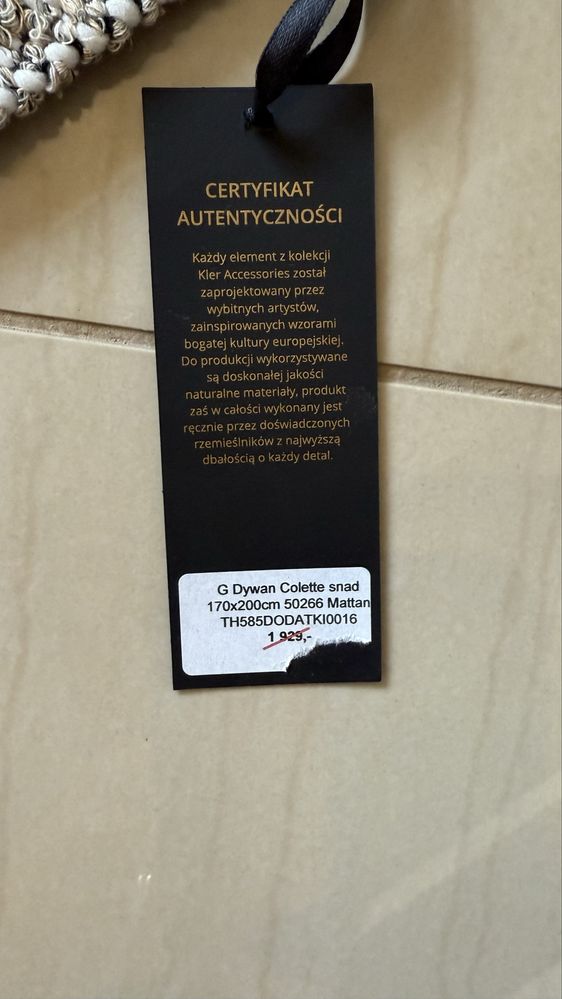 CERTYFIKAT
AUTENTYCZNOŚCI
Każdy element z kolekcji
Kler Accessories został
zaprojektowany przez
wybitnych artystów,
zainspirowanych wzorami
bogatej kultury europejskiej.
Do produkcji wykorzystywane
są doskonałej jakości
naturalne materiały, produkt
zaś w całości wykonany jest
ręcznie przez doświadczonych
rzemieślników z najwyższą
dbałością o każdy detal.
G Dywan Colette snad
170x200cm 50266 Mattan
TH585DODATKI0016
1 929,-